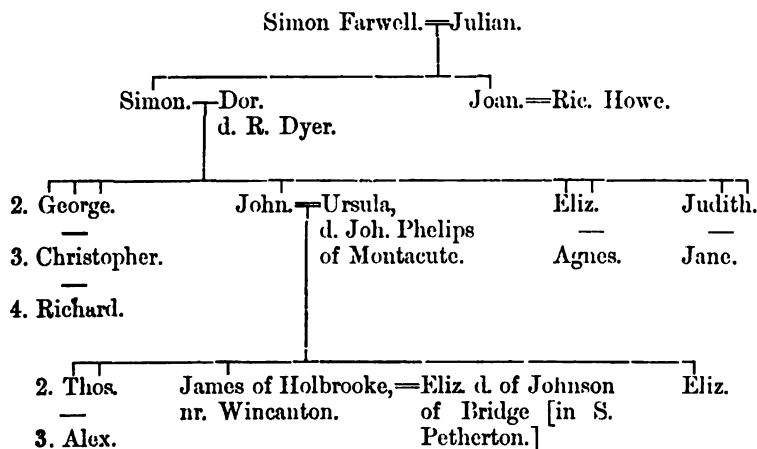 Simon Farwell.=Julian.
Simon.=Dor. Joan.=Ric. Howe.
d. R. Dyer.
2. George. John.=Ursula, Eliz. Judith.
d. Joh. Phelips
3. Christopher. of Montacute. Agnes. Jane.
4. Richard.
2. Thos. James of Holbrooke,=Eliz. d. of Johnson Eliz.
nr. Wincanton. of Bridge [in S.
3. Alex. Petherton.]